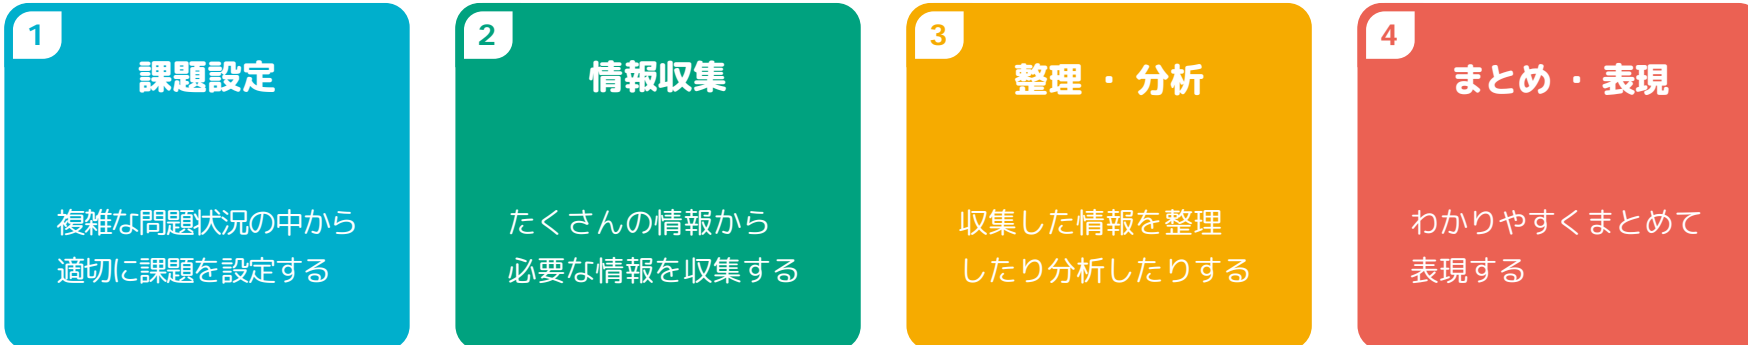 1
課題設定
複雑な問題状況の中から
適切に課題を設定する
2
情報収集
たくさんの情報から
必要な情報を収集する
3
整理 ・ 分析
収集した情報を整理
したり分析したりする
4
まとめ ・ 表現
わかりやすくまとめて
表現する